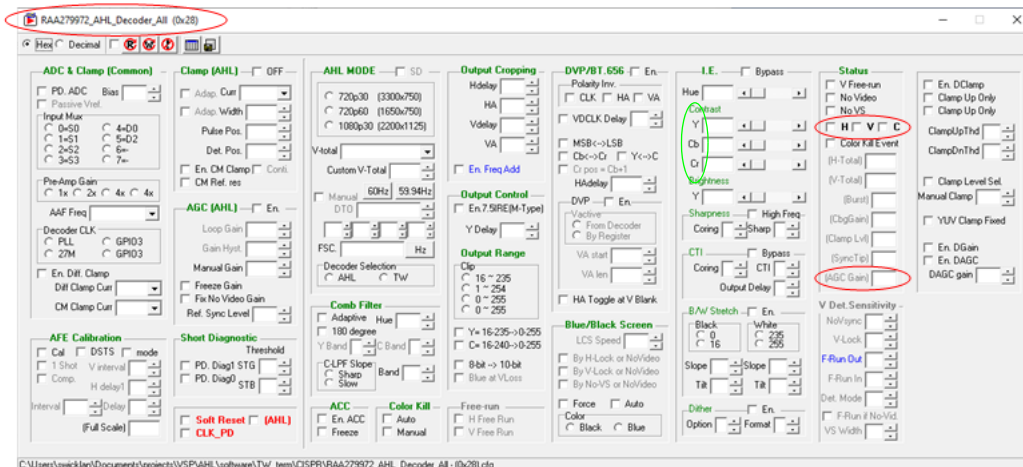 RAA279972_AHL_Decoder_All (0x28)
Hex Decimal R W
ADC & Clamp (Common)
PD. ADC Bias
Passive Vref.
Input Mux
0=S0 4=D0
1=S1 5=D2
2=S2 6=-
3=S3 7=-
Pre-Amp Gain
1x 2x 4x 4x
AAF Freq
Decoder CLK
PLL GPIO3
27M GPIO3
En. Diff. Clamp
Diff Clamp Curr
CM Clamp Curr
AFE Calibration
Cal DSTS mode
1 Shot V interval
Comp. H delay1
Interval Delay
(Full Scale)
Clamp (AHL) OFF
Adap. Curr
Adap. Width
Pulse Pos.
Det. Pos.
En. CM Clamp Conti.
CM Ref. res
AGC (AHL) En.
Loop Gain
Gain Hyst.
Manual Gain
Freeze Gain
Fix No Video Gain
Ref. Sync Level
Short Diagnostic
Threshold
PD. Diag1 STG
PD. Diag0 STB
Soft Reset (AHL)
CLK_PD
AHL MODE SD
720p30 (3300x750)
720p60 (1650x750)
1080p30 (2200x1125)
V-total
Custom V-Total
Manual 60Hz 59.94Hz
DTO
FSC. Hz
Decoder Selection
AHL TW
Comb Filter
Adaptive Hue
180 degree
Y Band C Band
C-LPF Slope
Sharp Band
Slow
ACC Color Kill
En. ACC Auto
Freeze Manual
Output Cropping
Hdelay
HA
Vdelay
VA
En. Freq Add
Output Control
En.7.5IRE(M-Type)
Y Delay
Output Range
Clip
16 ~ 235
1 ~ 254
16 ~ 255
0 ~ 255
Y= 16-235->0-255
C= 16-240->0-255
8-bit -> 10-bit
Blue at VLoss
Free-run
H Free Run
V Free Run
DVP/BT.656 En.
Polarity Inv.
CLK HA VA
VDCLK Delay
MSB<->LSB
Cb<->Cr Y<->C
Cr pos = Cb+1
HAdelay
DVP En.
Vactive
From Decoder
By Register
VA start
VA len
HA Toggle at V Blank
Blue/Black Screen
LCS Speed
By H-Lock or NoVideo
By V-Lock or NoVideo
By No-VS or NoVideo
Force Auto
Color
Black Blue
I.E. Bypass
Hue
Contrast
Y
Cb
Cr
Brightness
Y
Sharpness High Freq
Coring Sharp
CTI Bypass
Coring CTI
Output Delay
B/W Stretch En.
Black White
0 235
16 255
Slope Slope
Tilt Tilt
Dither En.
Option Format
Status
V Free-run
No Video
No VS
H V C
Color Kill Event
(H-Total)
(V-Total)
(Burst)
(CbgGain)
(Clamp Lvl)
(SyncTip)
(AGC Gain)
V Det.Sensitivity
NoVsync
V-Lock
F-Run Out
F-Run In
Det. Mode
F-Run if No-Vid.
VS Width
En. DClamp
Clamp Up Only
Clamp Up Only
ClampUpThd
ClampDnThd
Clamp Level Sel.
Manual Clamp
YUV Clamp Fixed
En. DGain
En. DAGC
DAGC gain
C:\Users\swicklan\Documents\projects\VSP\AHL\software\TW_term\CISPR\RAA279972_AHL_Decoder_All - (0x28).cfg